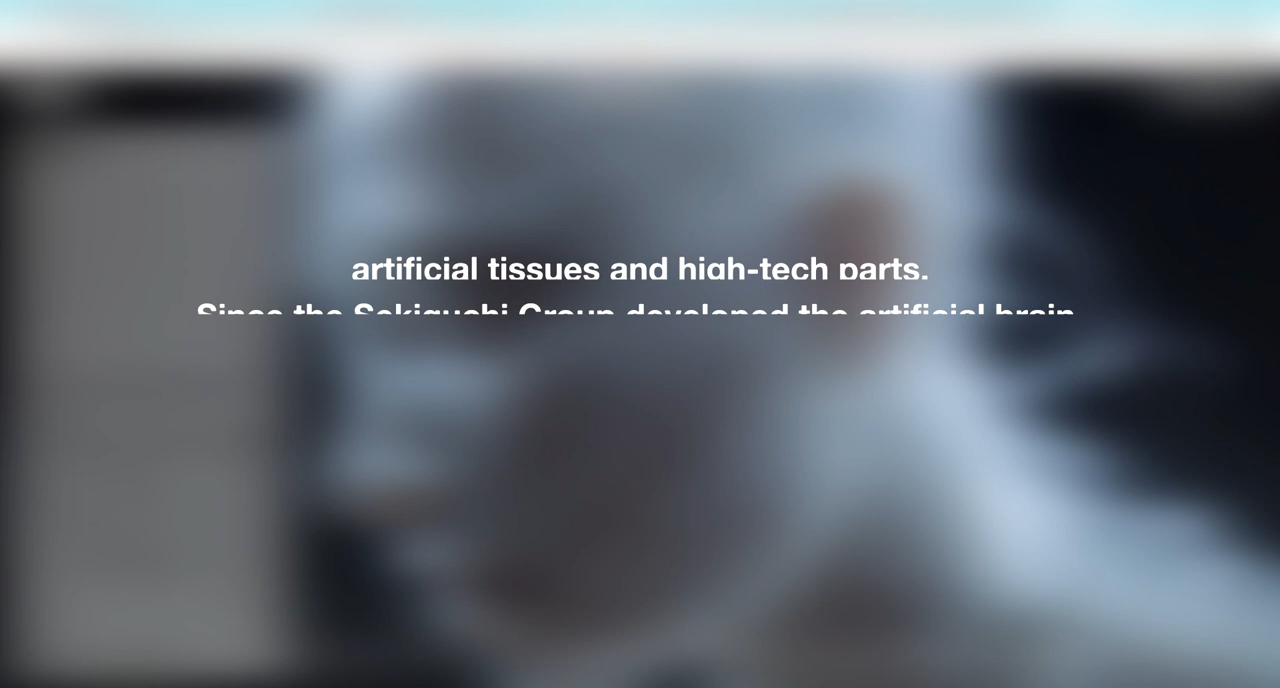 artificial tissues and high-tech parts.
Since the Sekiguchi Group developed the artificial brain